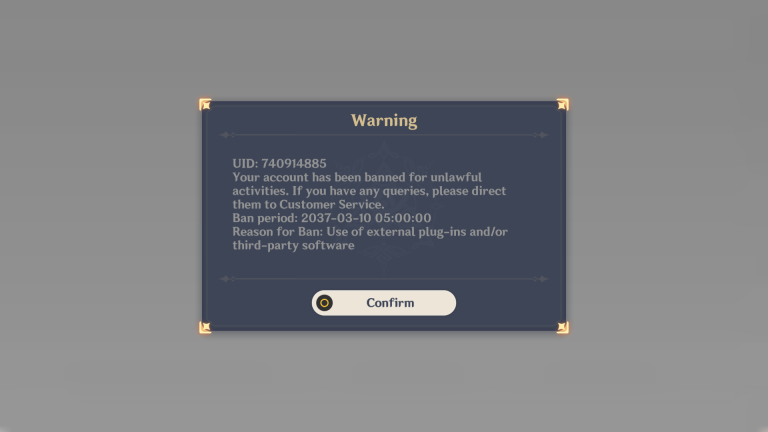 Warning
UID: 740914885
Your account has been banned for unlawful
activities. If you have any queries, please direct
them to Customer Service.
Ban period: 2037-03-10 05:00:00
Reason for Ban: Use of external plug-ins and/or
third-party software
Confirm